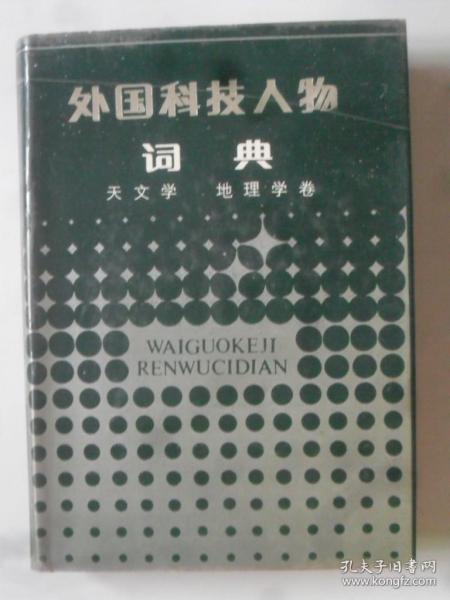 外国科技人物
词典
天文学 地理学卷
WAIGUOKEJI
RENWUCIDIAN
孔夫子旧书网
www.kongfz.com